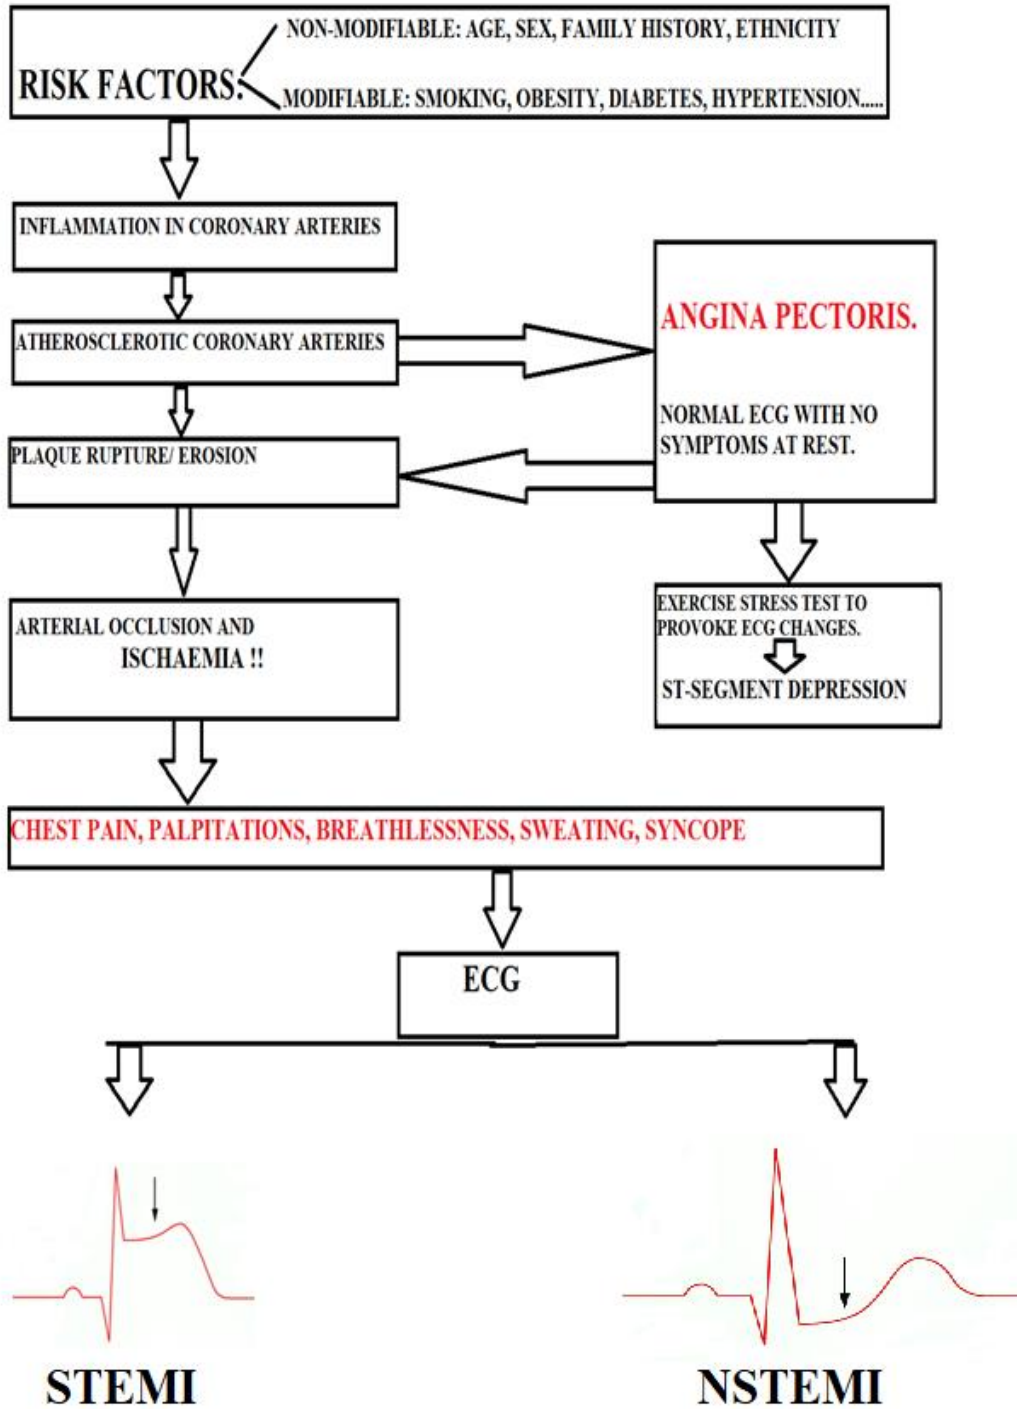 NON-MODIFIABLE: AGE, SEX, FAMILY HISTORY, ETHNICITY
RISK FACTORS:
MODIFIABLE: SMOKING, OBESITY, DIABETES, HYPERTENSION.....
INFLAMMATION IN CORONARY ARTERIES
ATHEROSCLEROTIC CORONARY ARTERIES
ANGINA PECTORIS.
NORMAL ECG WITH NO
SYMPTOMS AT REST.
PLAQUE RUPTURE/ EROSION
EXERCISE STRESS TEST TO
PROVOKE ECG CHANGES.
ST-SEGMENT DEPRESSION
ARTERIAL OCCLUSION AND
ISCHAEMIA !!
CHEST PAIN, PALPITATIONS, BREATHLESSNESS, SWEATING, SYNCOPE
ECG
STEMI
NSTEMI